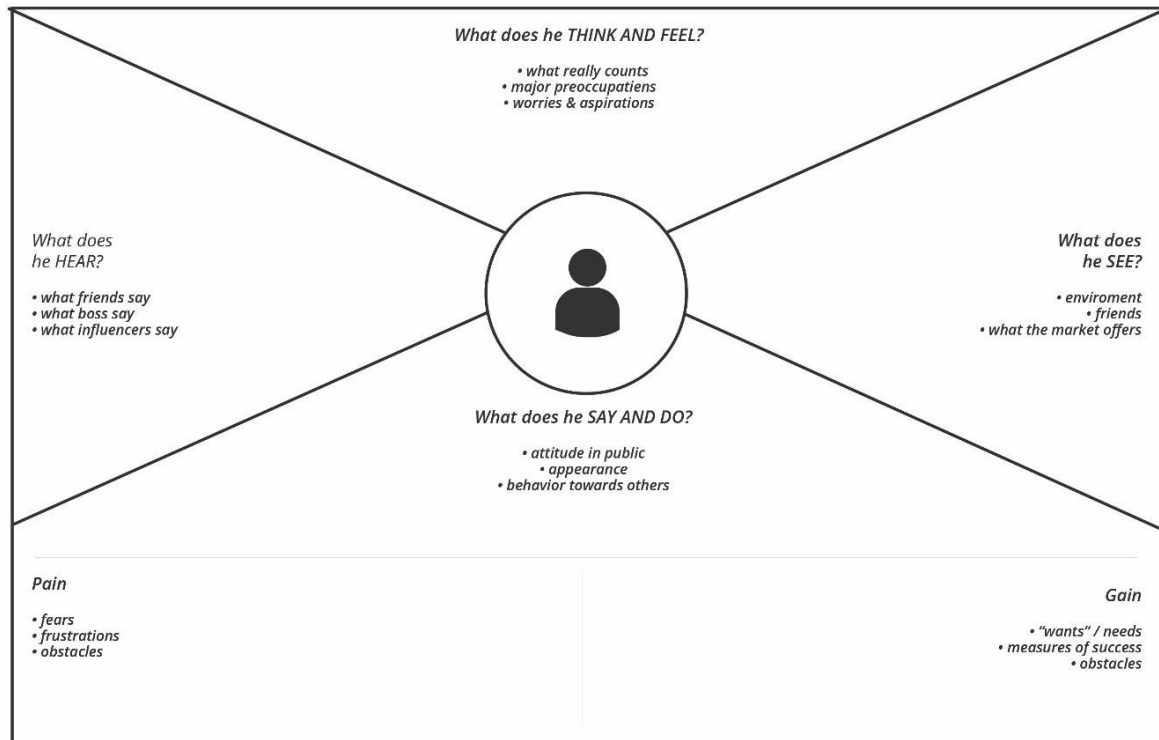 What does he THINK AND FEEL?
• what really counts
• major preoccupatiens
• worries & aspirations
What does
he HEAR?
• what friends say
• what boss say
• what influencers say
What does
he SEE?
• enviroment
• friends
• what the market offers
What does he SAY AND DO?
• attitude in public
• appearance
• behavior towards others
Pain
• fears
• frustrations
• obstacles
Gain
• “wants“ / needs
• measures of success
• obstacles